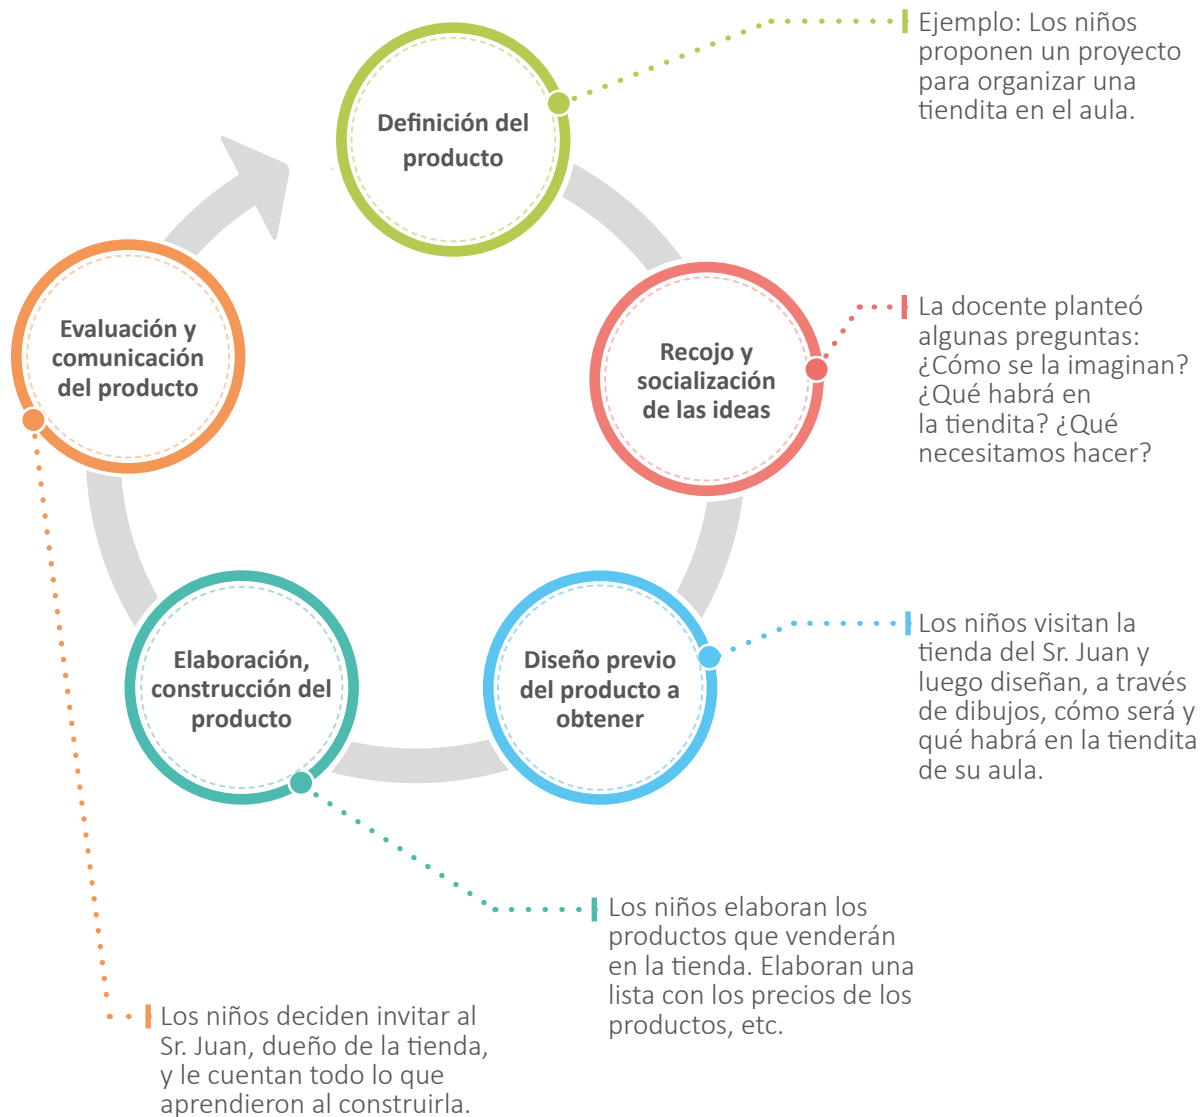 Definición del
producto
Ejemplo: Los niños
proponen un proyecto
para organizar una
tiendita en el aula.
Recojo y
socialización
de las ideas
La docente planteó
algunas preguntas:
¿Cómo se la imaginan?
¿Qué habrá en
la tiendita? ¿Qué
necesitamos hacer?
Diseño previo
del producto a
obtener
Los niños visitan la
tienda del Sr. Juan y
luego diseñan, a través
de dibujos, cómo será y
qué habrá en la tiendita
de su aula.
Elaboración,
construcción del
producto
Los niños elaboran los
productos que venderán
en la tienda. Elaboran una
lista con los precios de los
productos, etc.
Evaluación y
comunicación
del producto
Los niños deciden invitar al
Sr. Juan, dueño de la tienda,
y le cuentan todo lo que
aprendieron al construirla.